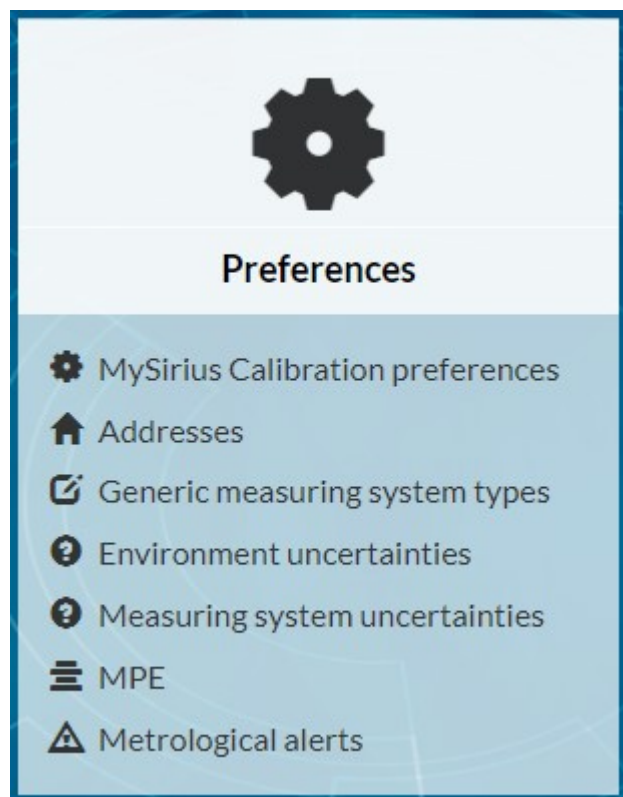 Preferences
MySirius Calibration preferences
Addresses
Generic measuring system types
Environment uncertainties
Measuring system uncertainties
MPE
Metrological alerts